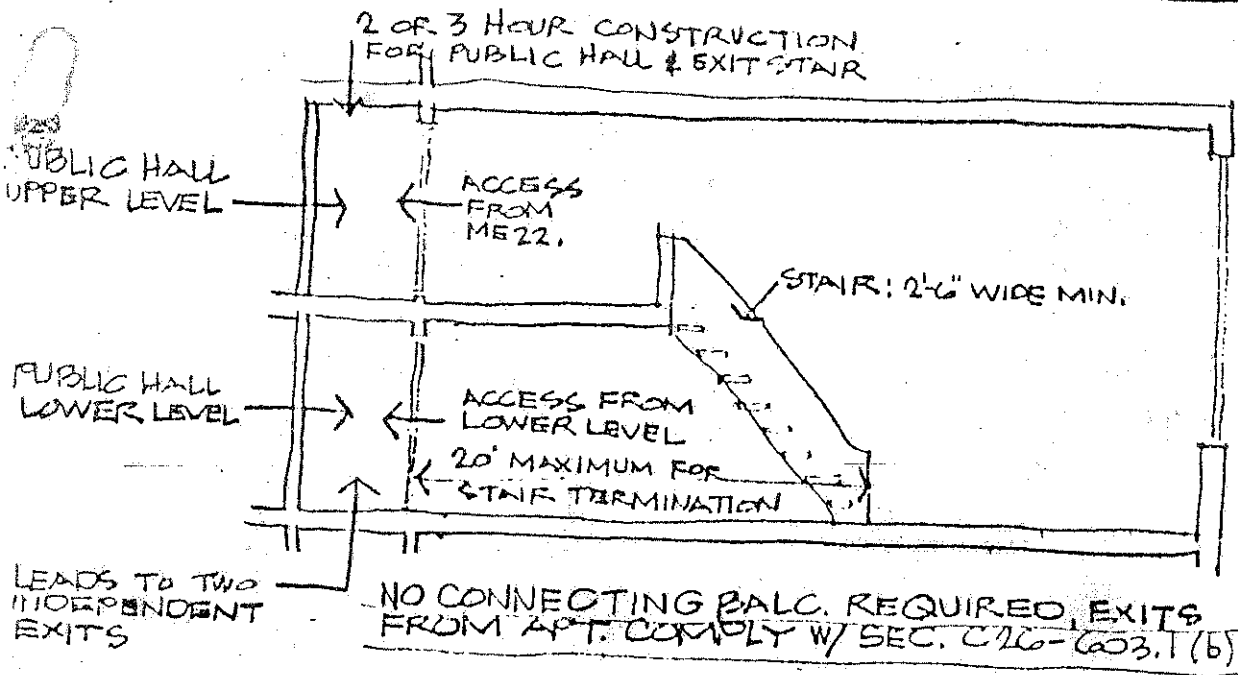 2 OF 3 HOUR CONSTRUCTION
FOR PUBLIC HALL & EXIT STAIR
PUBLIC HALL
UPPER LEVEL
ACCESS
FROM
MEZZ.
STAIR: 2'-6" WIDE MIN.
PUBLIC HALL
LOWER LEVEL
ACCESS FROM
LOWER LEVEL
20' MAXIMUM FOR
STAIR TERMINATION
LEADS TO TWO
INDEPENDENT
EXITS
NO CONNECTING BALC. REQUIRED, EXITS
FROM APT. COMPLY W/ SEC. C26-603.1 (b)